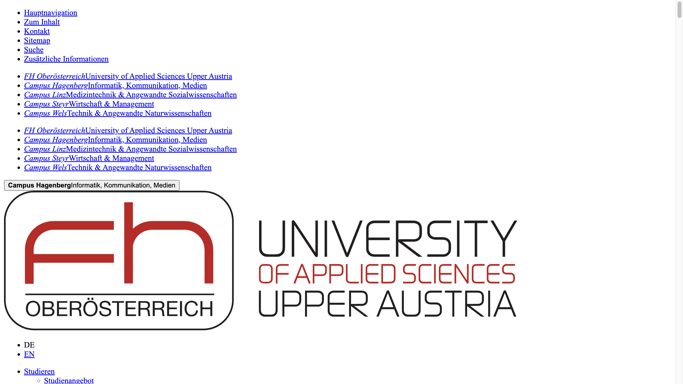 Hauptnavigation
Zum Inhalt
Kontakt
Sitemap
Suche
Zusätzliche Informationen
FH OberösterreichUniversity of Applied Sciences Upper Austria
Campus HagenbergInformatik, Kommunikation, Medien
Campus LinzMedizintechnik & Angewandte Sozialwissenschaften
Campus SteyrWirtschaft & Management
Campus WelsTechnik & Angewandte Naturwissenschaften
FH OberösterreichUniversity of Applied Sciences Upper Austria
Campus HagenbergInformatik, Kommunikation, Medien
Campus LinzMedizintechnik & Angewandte Sozialwissenschaften
Campus SteyrWirtschaft & Management
Campus WelsTechnik & Angewandte Naturwissenschaften
Campus HagenbergInformatik, Kommunikation, Medien
fh
OBERÖSTERREICH
UNIVERSITY
OF APPLIED SCIENCES
UPPER AUSTRIA
DE
EN
Studieren
Studienangebot